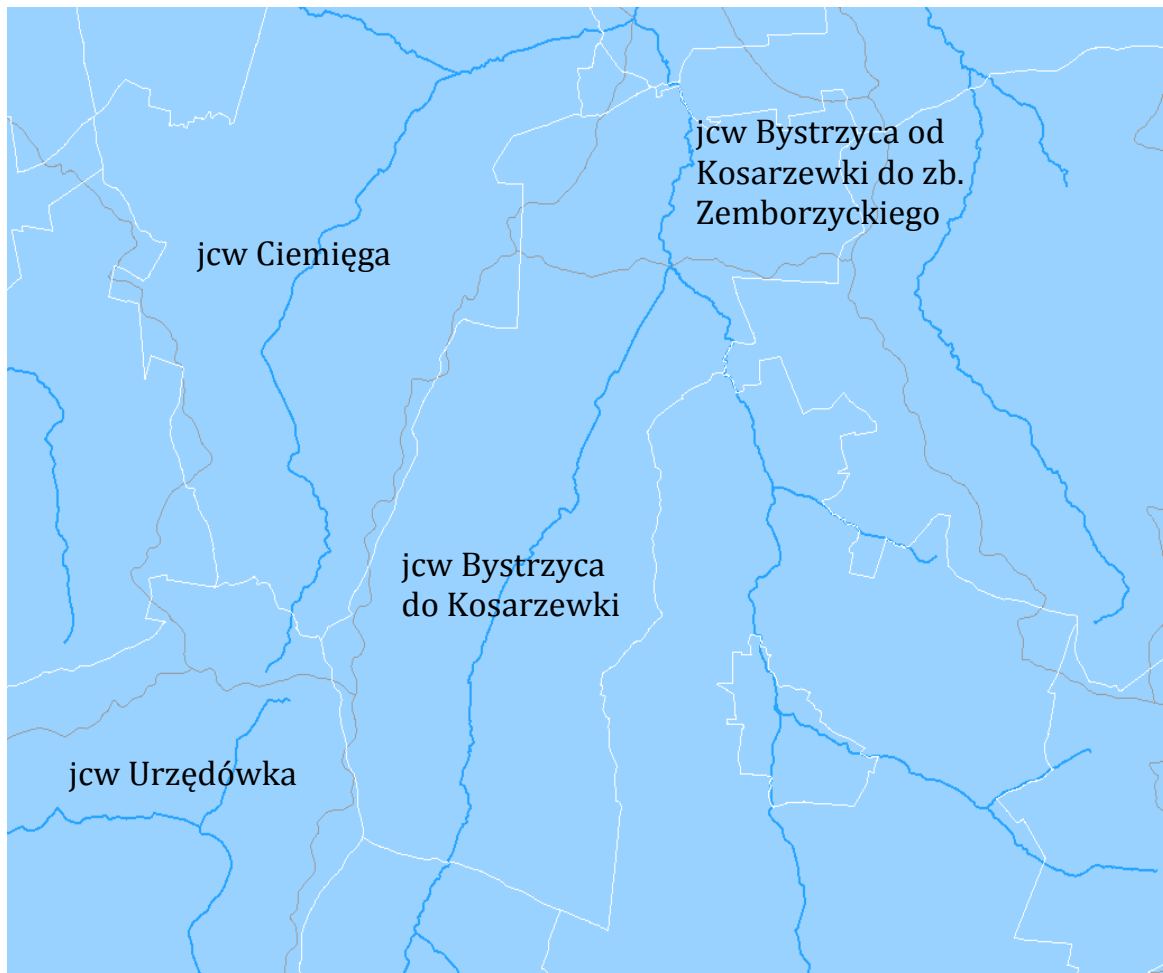 jcw Bystrzyca od
Kosarzewki do zb.
Zemborzyckiego
jcw Ciemięga
jcw Bystrzyca
do Kosarzewki
jcw Urzędówka